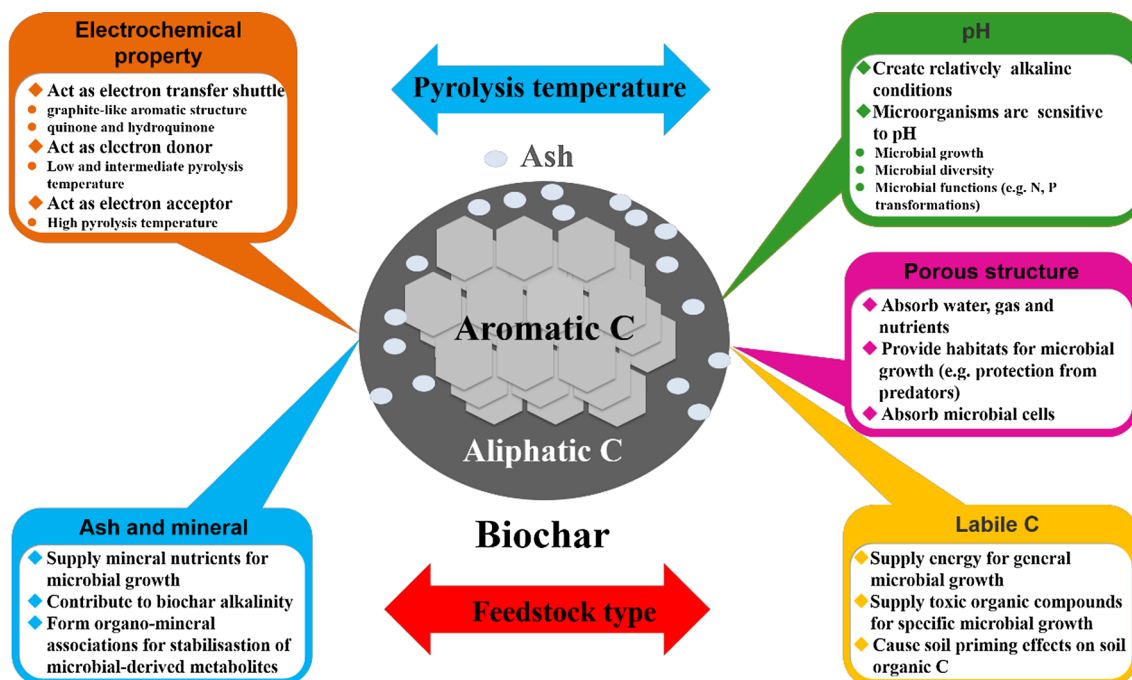 Electrochemical
property
Act as electron transfer shuttle
graphite-like aromatic structure
quinone and hydroquinone
Act as electron donor
Low and intermediate pyrolysis
temperature
Act as electron acceptor
High pyrolysis temperature
Pyrolysis temperature
pH
Create relatively alkaline
conditions
Microorganisms are sensitive
to pH
Microbial growth
Microbial diversity
Microbial functions (e.g. N, P
transformations)
Ash
Aromatic C
Aliphatic C
Porous structure
Absorb water, gas and
nutrients
Provide habitats for microbial
growth (e.g. protection from
predators)
Absorb microbial cells
Ash and mineral
Supply mineral nutrients for
microbial growth
Contribute to biochar alkalinity
Form organo-mineral
associations for stabilisastion of
microbial-derived metabolites
Biochar
Feedstock type
Labile C
Supply energy for general
microbial growth
Supply toxic organic compounds
for specific microbial growth
Cause soil priming effects on soil
organic C